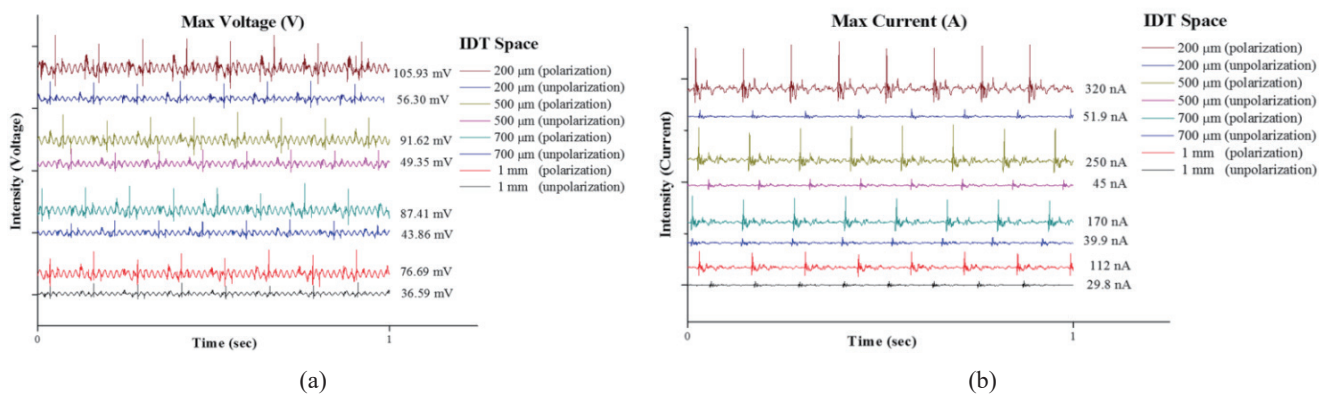 Max Voltage (V)
IDT Space
200 μm (polarization)
200 μm (unpolarization)
500 μm (polarization)
500 μm (unpolarization)
700 μm (polarization)
700 μm (unpolarization)
1 mm (polarization)
1 mm (unpolarization)
105.93 mV
56.30 mV
91.62 mV
49.35 mV
87.41 mV
43.86 mV
76.69 mV
36.59 mV
Intensity (Voltage)
0
1
Time (sec)
(a)
Max Current (A)
IDT Space
200 μm (polarization)
200 μm (unpolarization)
500 μm (polarization)
500 μm (unpolarization)
700 μm (polarization)
700 μm (unpolarization)
1 mm (polarization)
1 mm (unpolarization)
320 nA
51.9 nA
250 nA
45 nA
170 nA
39.9 nA
112 nA
29.8 nA
Intensity (Current)
0
1
Time (sec)
(b)